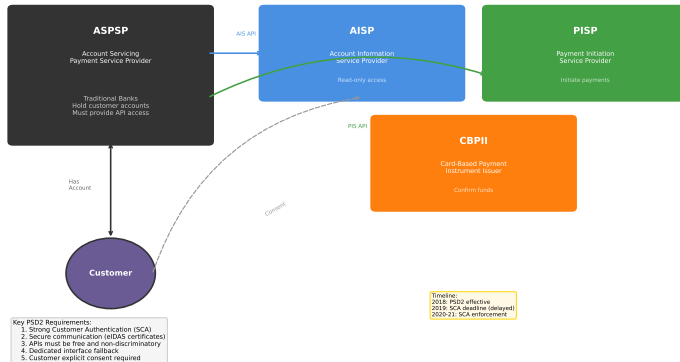 ASPSP
Account Servicing
Payment Service Provider
Traditional Banks
Hold customer accounts
Must provide API access
AIS API
AISP
Account Information
Service Provider
Read-only access
PISP
Payment Initiation
Service Provider
Initiate payments
PIS API
CBPII
Card-Based Payment
Instrument Issuer
Confirm funds
Has
Account
Consent
Customer
Timeline:
2018: PSD2 effective
2019: SCA deadline (delayed)
2020-21: SCA enforcement
Key PSD2 Requirements:
1. Strong Customer Authentication (SCA)
2. Secure communication (eIDAS certificates)
3. APIs must be free and non-discriminatory
4. Dedicated interface fallback
5. Customer explicit consent required